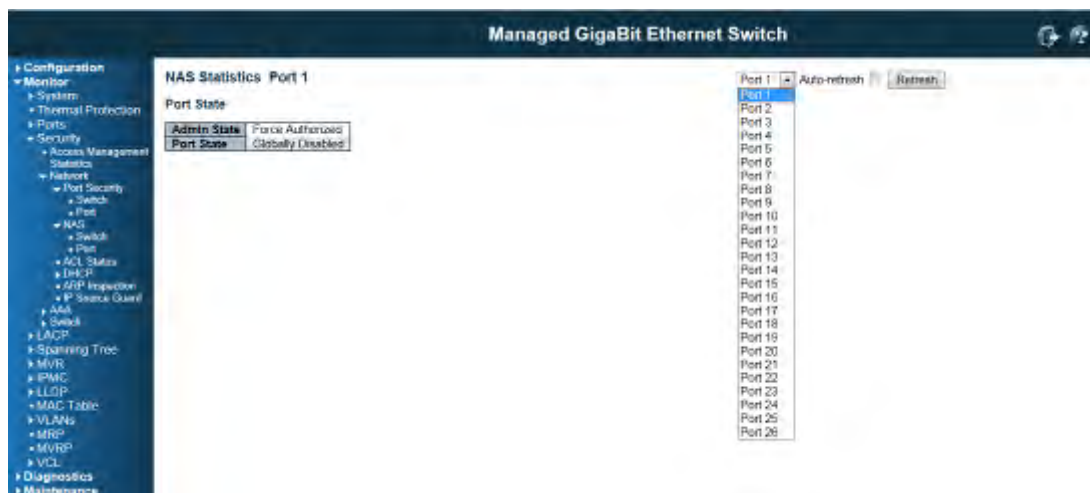 Managed GigaBit Ethernet Switch
Configuration
Monitor
System
Thermal Protection
Ports
Security
Access Management
Statistics
Network
Port Security
Switch
Port
NAS
Switch
Port
ACL Status
DHCP
ARP Inspection
IP Source Guard
AAA
Switch
LACP
Spanning Tree
MVR
IPMC
LLDP
MAC Table
VLANs
MRP
MVRP
VCL
Diagnostics
Maintenance
NAS Statistics Port 1
Port 1 Auto-refresh Refresh
Port State
Admin State Force Authorized
Port State Globally Disabled
Port 1
Port 2
Port 3
Port 4
Port 5
Port 6
Port 7
Port 8
Port 9
Port 10
Port 11
Port 12
Port 13
Port 14
Port 15
Port 16
Port 17
Port 18
Port 19
Port 20
Port 21
Port 22
Port 23
Port 24
Port 25
Port 26